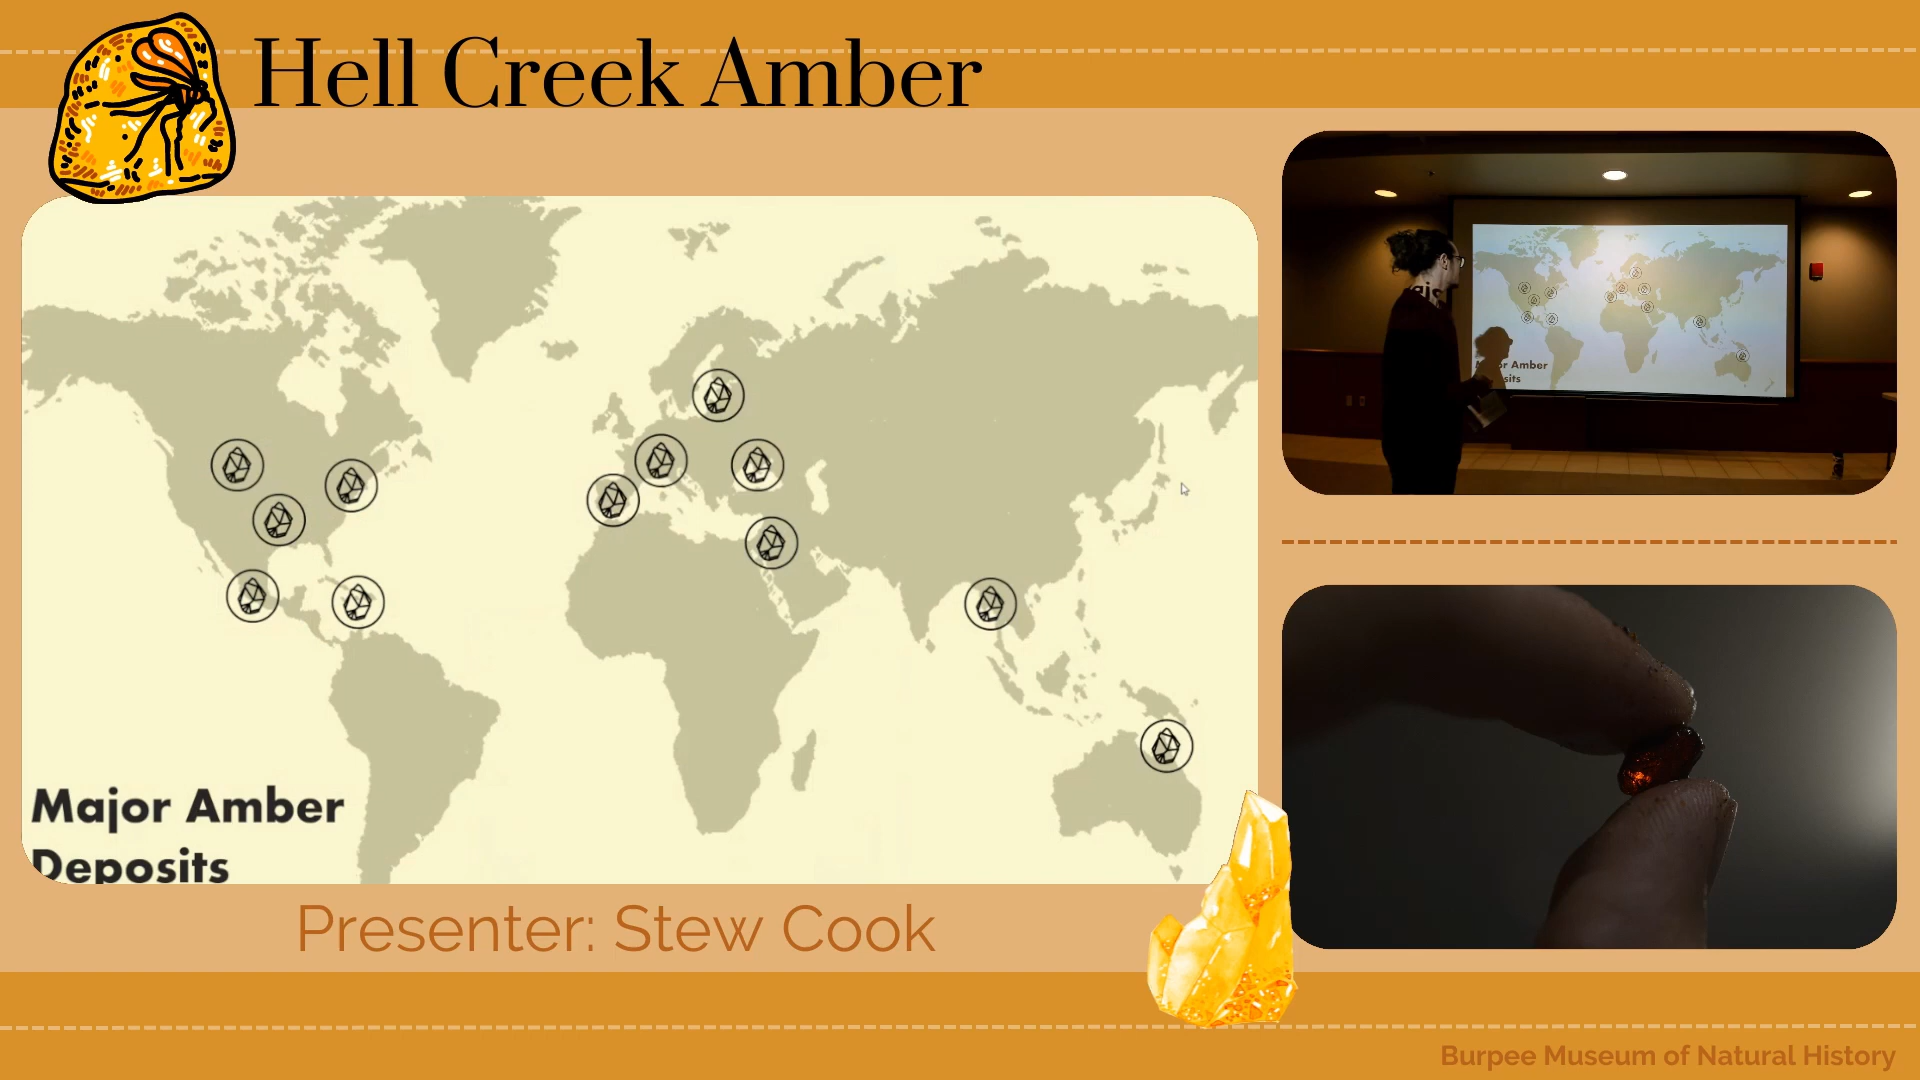 Hell Creek Amber
Major Amber
Deposits
Presenter: Stew Cook
Burpee Museum of Natural History